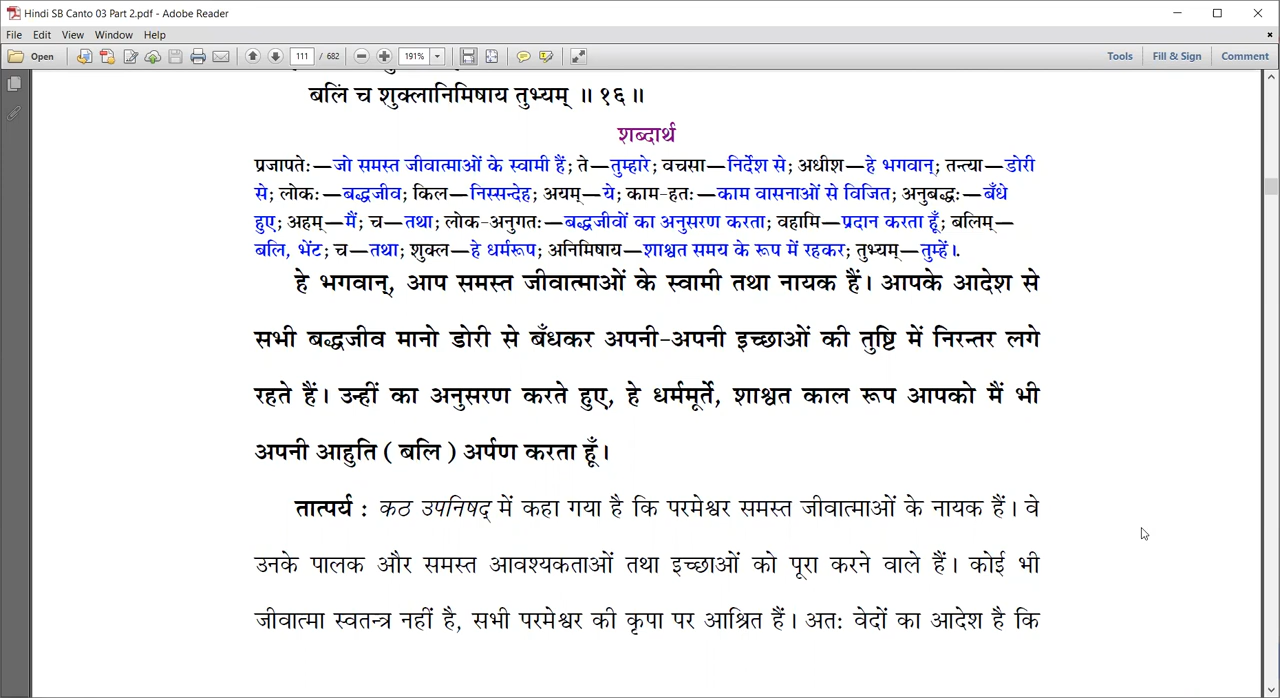 Hindi SB Canto 03 Part 2.pdf - Adobe Reader
File Edit View Window Help
Open 111 / 682 191% Tools Fill & Sign Comment
बलिं च शुक्लानिमिषाय तुभ्यम् ॥ १६॥
शब्दार्थ
प्रजापतेः—जो समस्त जीवात्माओं के स्वामी हैं; ते—तुम्हारे; वचसा—निर्देश से; अधीश—हे भगवान्; तन्त्या—डोरी
से; लोकः—बद्धजीव; किल—निस्सन्देह; अयम्—ये; काम-हतः—काम वासनाओं से विजित; अनुबद्धः—बँधे
हुए; अहम्—मैं; च—तथा; लोक-अनुगतः—बद्धजीवों का अनुसरण करता; वहामि—प्रदान करता हूँ; बलिम्—
बलि, भेंट; च—तथा; शुक्ल—हे धर्मरूप; अनिमिषाय—शाश्वत समय के रूप में रहकर; तुभ्यम्—तुम्हें।.
हे भगवान्, आप समस्त जीवात्माओं के स्वामी तथा नायक हैं। आपके आदेश से
सभी बद्धजीव मानो डोरी से बँधकर अपनी-अपनी इच्छाओं की तुष्टि में निरन्तर लगे
रहते हैं। उन्हीं का अनुसरण करते हुए, हे धर्ममूर्ते, शाश्वत काल रूप आपको मैं भी
अपनी आहुति ( बलि ) अर्पण करता हूँ।
तात्पर्य : कठ उपनिषद् में कहा गया है कि परमेश्वर समस्त जीवात्माओं के नायक हैं। वे
उनके पालक और समस्त आवश्यकताओं तथा इच्छाओं को पूरा करने वाले हैं। कोई भी
जीवात्मा स्वतन्त्र नहीं है, सभी परमेश्वर की कृपा पर आश्रित हैं। अतः वेदों का आदेश है कि